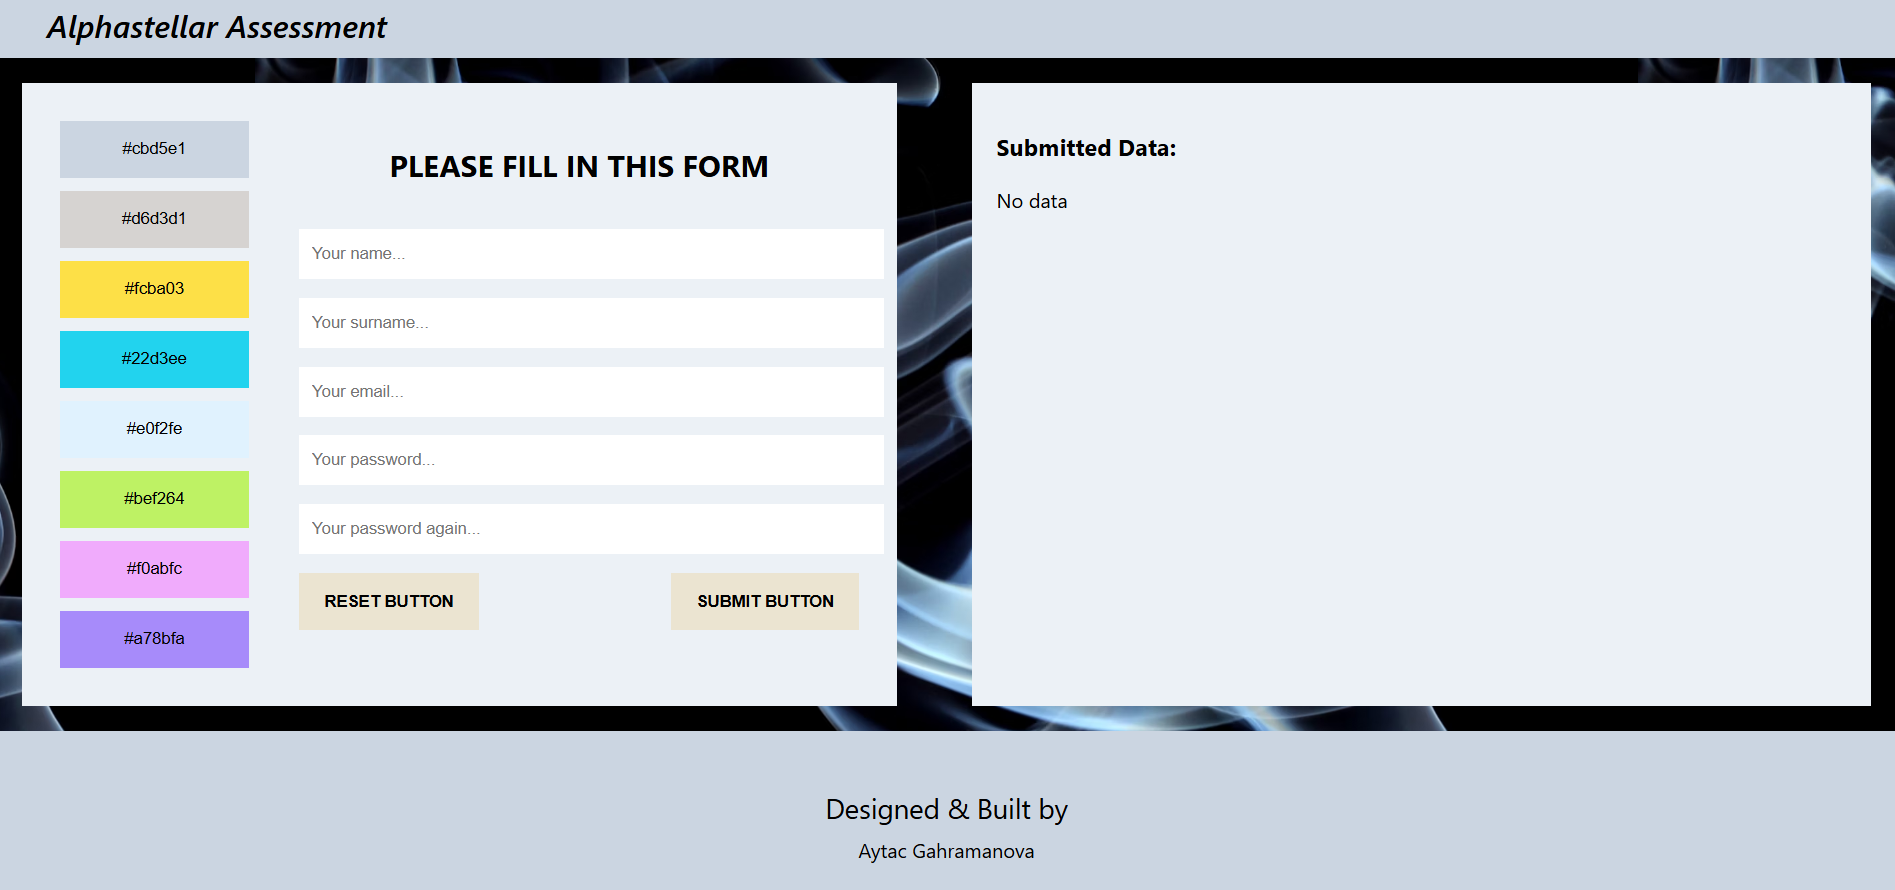 Alphastellar Assessment
#cbd5e1
#d6d3d1
#fcba03
#22d3ee
#e0f2fe
#bef264
#f0abfc
#a78bfa
PLEASE FILL IN THIS FORM
Your name...
Your surname...
Your email...
Your password...
Your password again...
RESET BUTTON
SUBMIT BUTTON
Submitted Data:
No data
Designed & Built by
Aytac Gahramanova